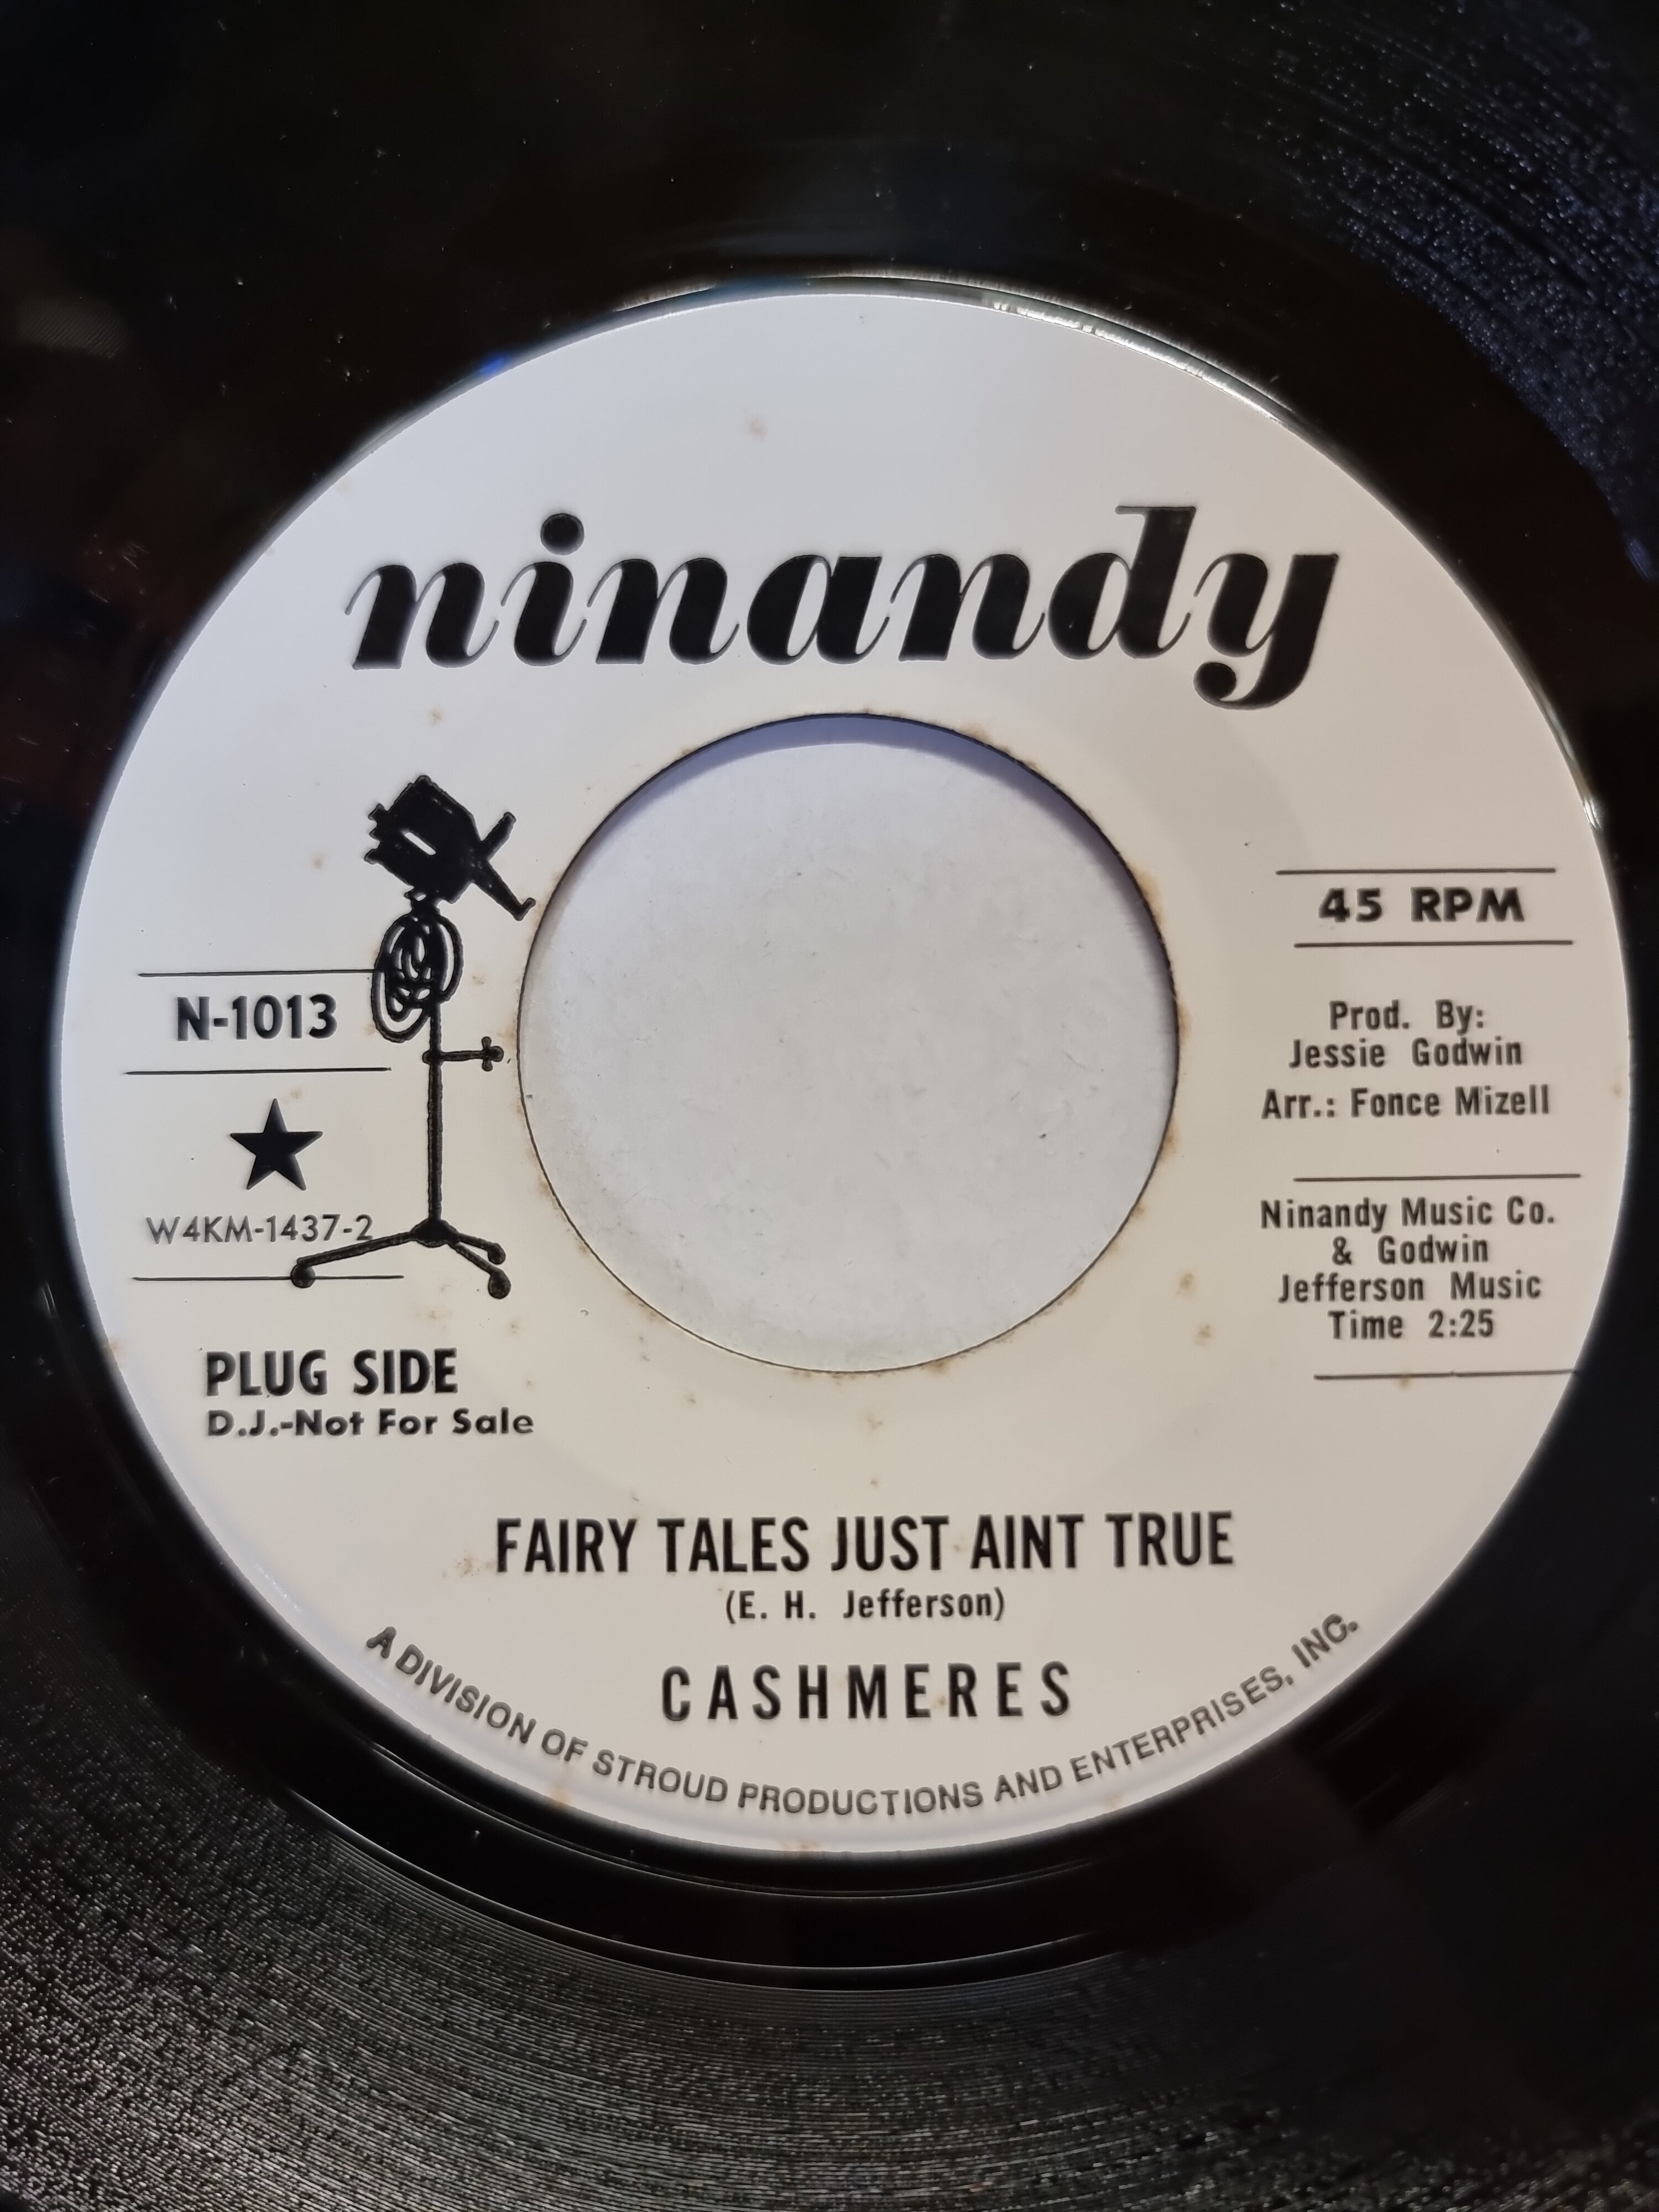 ninandy
N-1013
W4KM-1437-2
PLUG SIDE
D.J.-Not For Sale
45 RPM
Prod. By:
Jessie Godwin
Arr.: Fonce Mizell
Ninandy Music Co.
& Godwin
Jefferson Music
Time 2:25
FAIRY TALES JUST AINT TRUE
(E. H. Jefferson)
CASHMERES
A DIVISION OF STROUD PRODUCTIONS AND ENTERPRISES, INC.